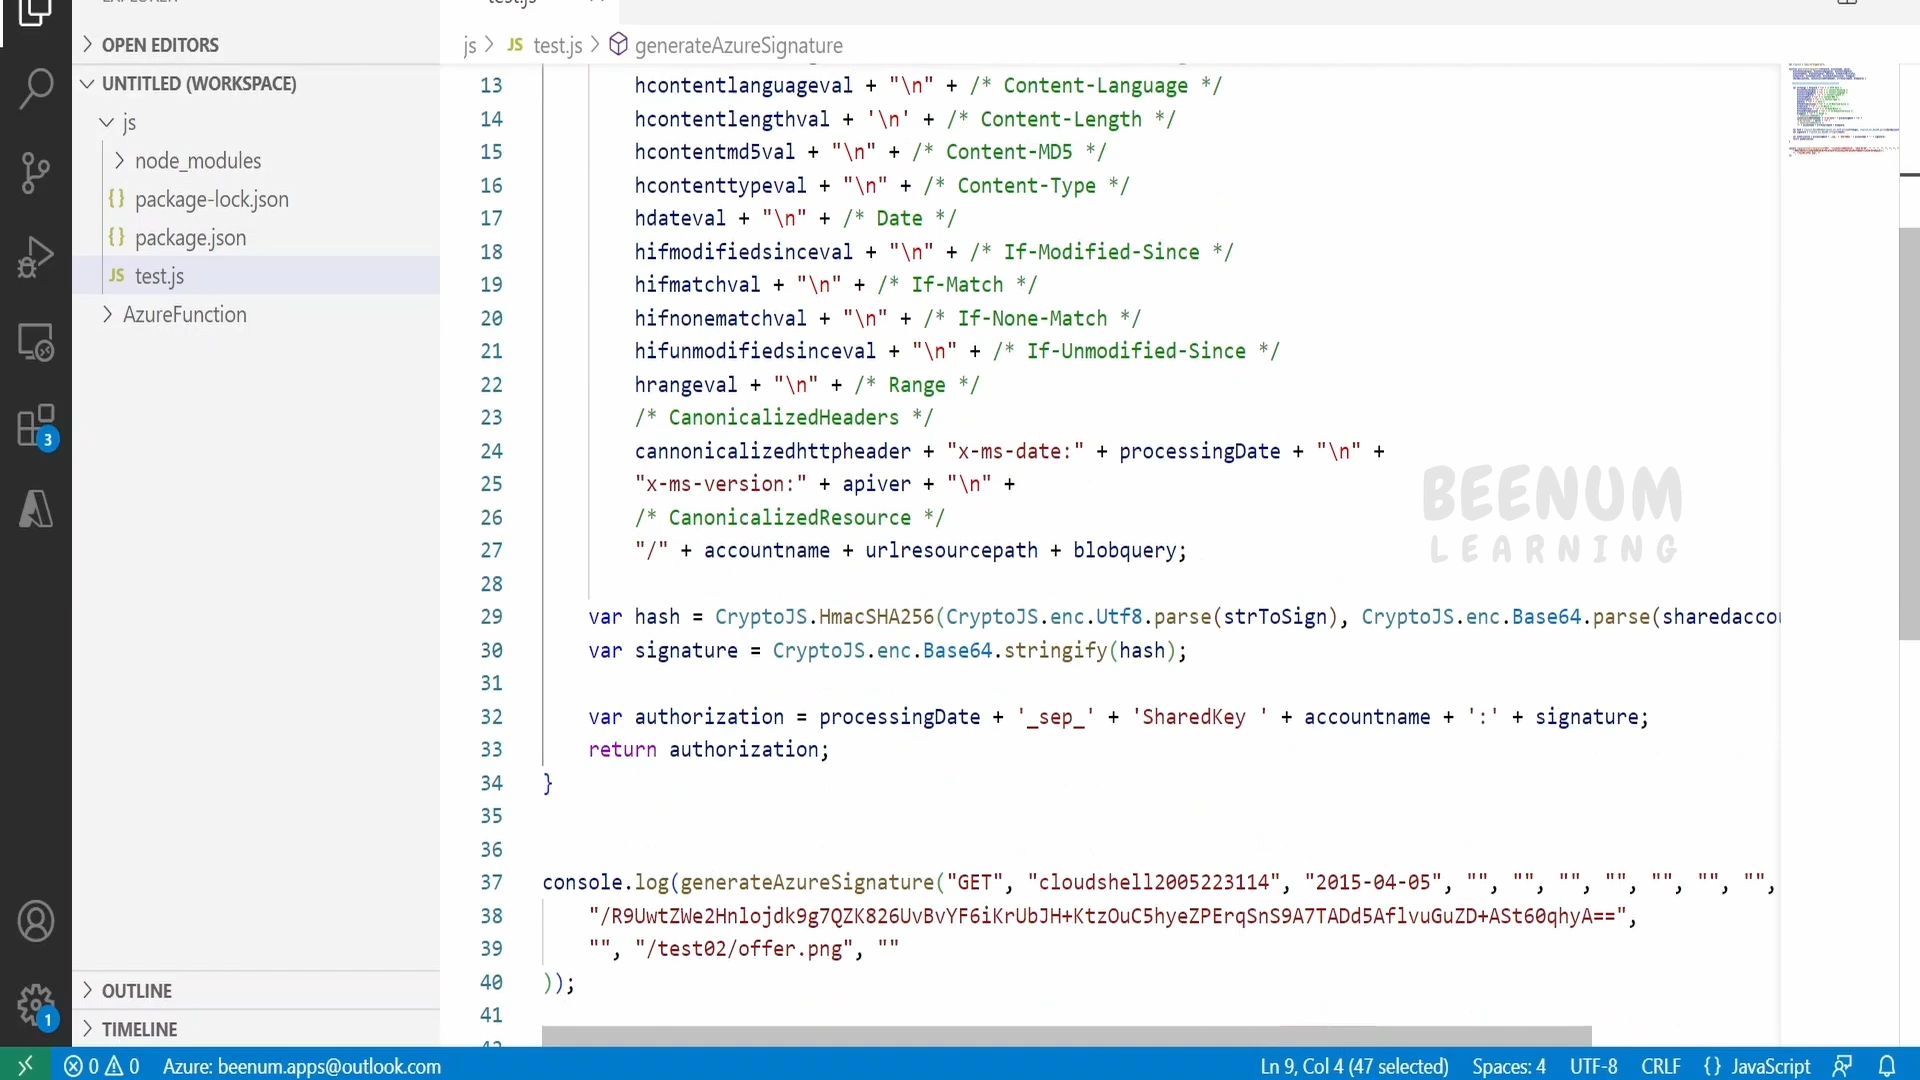 OPEN EDITORS
UNTITLED (WORKSPACE)
js
node_modules
{} package-lock.json
{} package.json
JS test.js
AzureFunction
OUTLINE
TIMELINE
3
1
test.js
js > JS test.js > generateAzureSignature
13 hcontentlanguageval + "\n" + /* Content-Language */
14 hcontentlengthval + '\n' + /* Content-Length */
15 hcontentmd5val + "\n" + /* Content-MD5 */
16 hcontenttypeval + "\n" + /* Content-Type */
17 hdateval + "\n" + /* Date */
18 hifmodifiedsinceval + "\n" + /* If-Modified-Since */
19 hifmatchval + "\n" + /* If-Match */
20 hifnonematchval + "\n" + /* If-None-Match */
21 hifunmodifiedsinceval + "\n" + /* If-Unmodified-Since */
22 hrangeval + "\n" + /* Range */
23 /* CanonicalizedHeaders */
24 cannonicalizedhttpheader + "x-ms-date:" + processingDate + "\n" +
25 "x-ms-version:" + apiver + "\n" +
26 /* CanonicalizedResource */
27 "/" + accountname + urlresourcepath + blobquery;
28
29 var hash = CryptoJS.HmacSHA256(CryptoJS.enc.Utf8.parse(strToSign), CryptoJS.enc.Base64.parse(sharedaccou
30 var signature = CryptoJS.enc.Base64.stringify(hash);
31
32 var authorization = processingDate + '_sep_' + 'SharedKey ' + accountname + ':' + signature;
33 return authorization;
34 }
35
36
37 console.log(generateAzureSignature("GET", "cloudshell2005223114", "2015-04-05", "", "", "", "", "", "", "",
38 "/R9UwtZWe2Hnlojdk9g7QZK826UvBvYF6iKrUbJH+KtzOuC5hyeZPErqSnS9A7TADd5AflvuGuZD+ASt60qhyA==",
39 "", "/test02/offer.png", ""
40 ));
41
BEENUM
LEARNING
0 0 Azure: beenum.apps@outlook.com Ln 9, Col 4 (47 selected) Spaces: 4 UTF-8 CRLF {} JavaScript